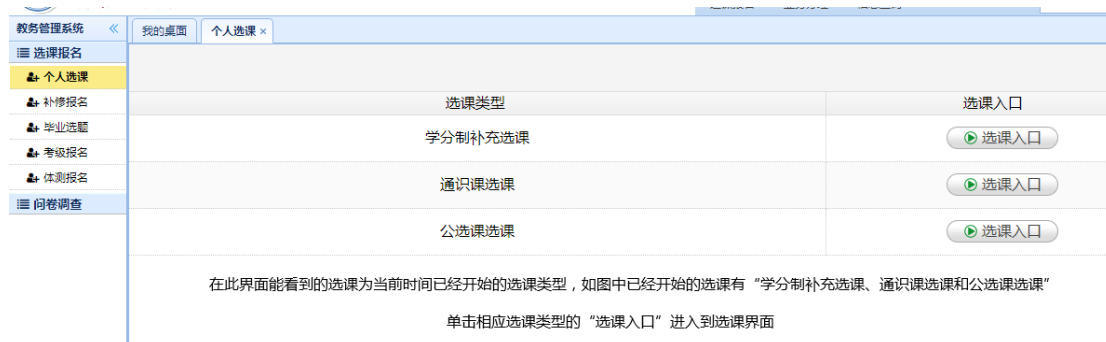 教务管理系统
我的桌面 个人选课
选课报名
个人选课
补修报名
毕业选题
考级报名
体测报名
问卷调查
选课类型 选课入口
学分制补充选课 选课入口
通识课选课 选课入口
公选课选课 选课入口
在此界面能看到的选课为当前时间已经开始的选课类型,如图中已经开始的选课有“学分制补充选课、通识课选课和公选课选课”
单击相应选课类型的“选课入口”进入到选课界面